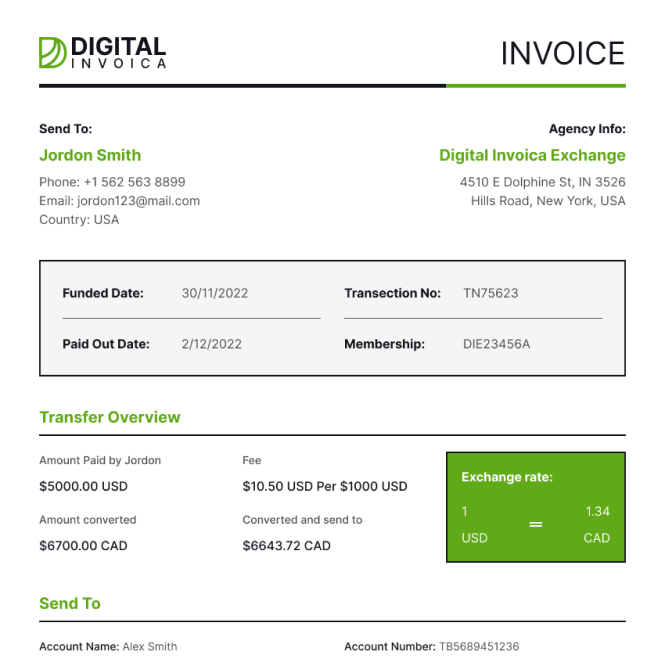 DIGITAL
INVOICA
INVOICE
Send To:
Agency Info:
Jordon Smith
Digital Invoica Exchange
Phone: +1 562 563 8899
4510 E Dolphine St, IN 3526
Email: jordon123@mail.com
Hills Road, New York, USA
Country: USA
Funded Date: 30/11/2022
Transection No: TN75623
Paid Out Date: 2/12/2022
Membership: DIE23456A
Transfer Overview
Amount Paid by Jordon
Fee
$5000.00 USD
$10.50 USD Per $1000 USD
Amount converted
Converted and send to
$6700.00 CAD
$6643.72 CAD
Exchange rate:
1 = 1.34
USD CAD
Send To
Account Name: Alex Smith
Account Number: TB5689451236